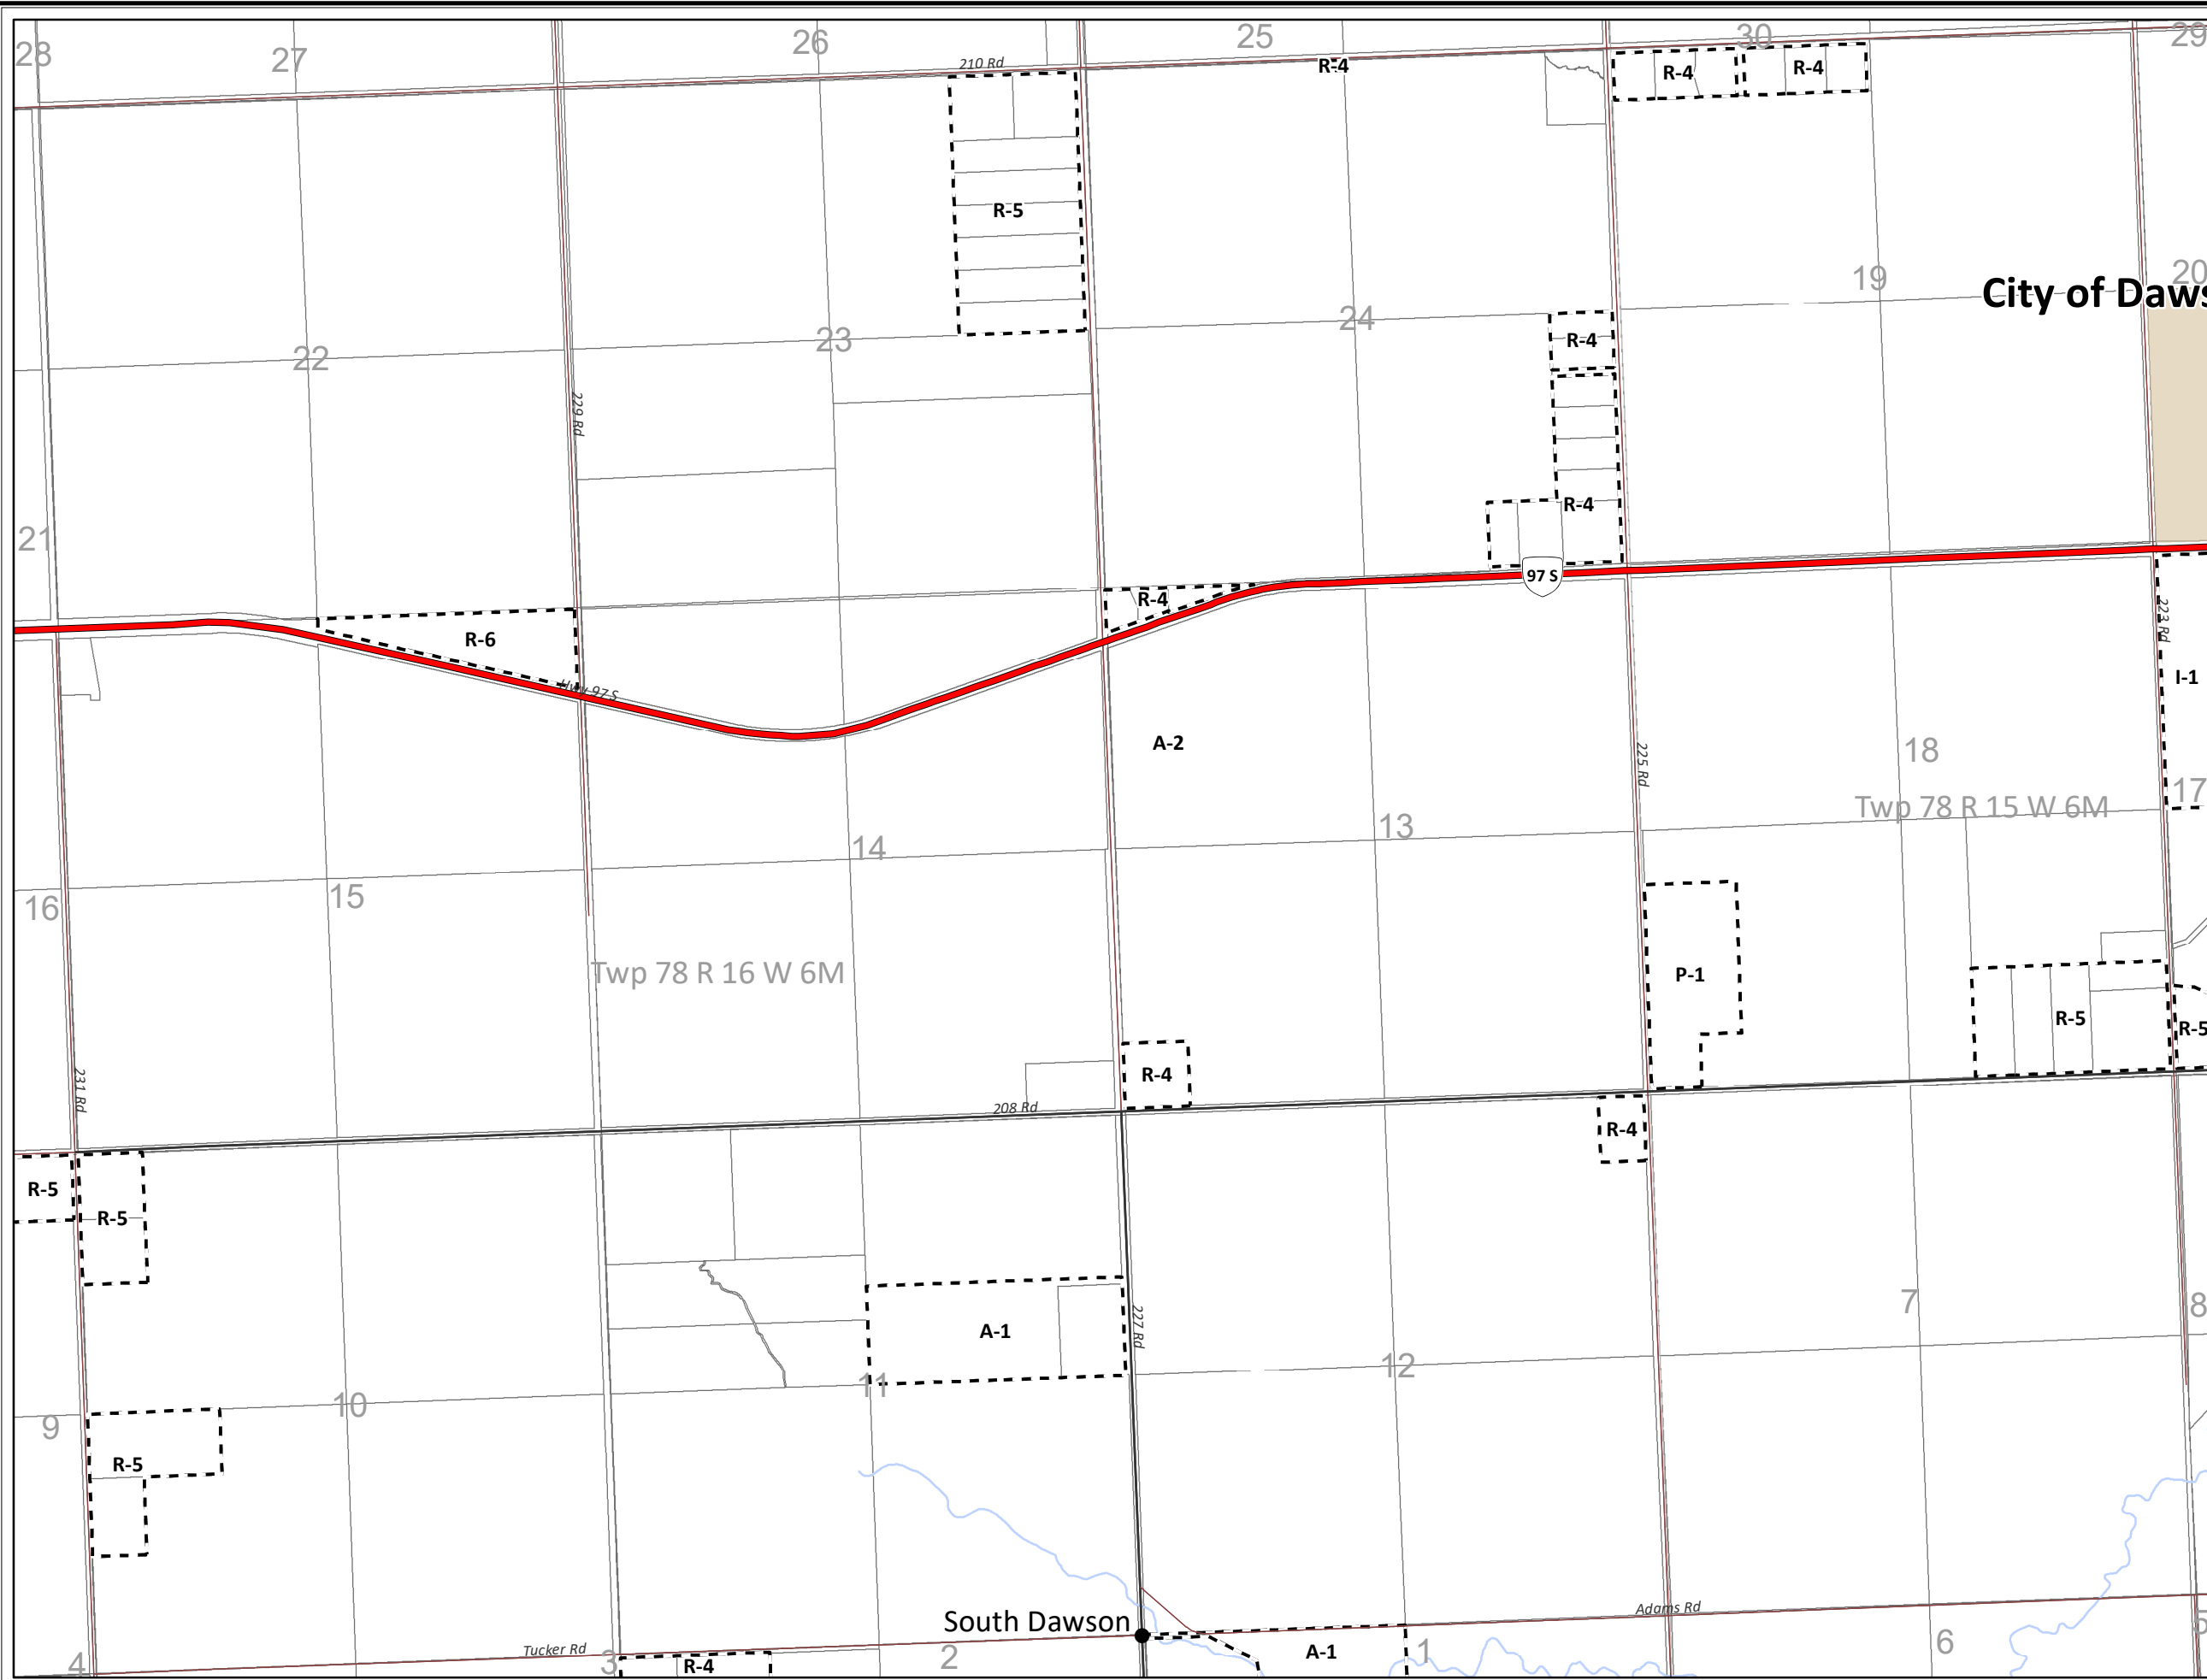 28
27
26
25
30
29
210 Rd
R-4
R-4
R-4
R-5
19
20
City of Daws
24
23
22
R-4
229 Rd
21
R-4
97 S
R-4
R-6
223 Rd
Hwy 97 S
I-1
A-2
225 Rd
18
17
Twp 78 R 15 W 6M
13
14
15
16
Twp 78 R 16 W 6M
P-1
R-5
R-5
R-4
231 Rd
208 Rd
R-4
R-5
R-5
7
8
227 Rd
A-1
12
11
10
9
R-5
South Dawson
Adams Rd
5
Tucker Rd
4
3
R-4
2
A-1
1
6